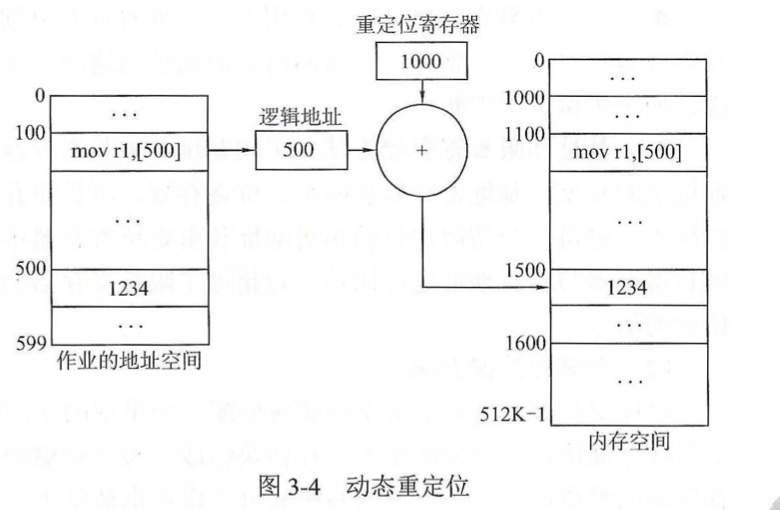 重定位寄存器
1000
逻辑地址
500
+
0
...
100
mov r1,[500]
...
500
1234
...
599
作业的地址空间
0
...
1000
...
1100
mov r1,[500]
...
1500
1234
...
1600
...
512K-1
内存空间
图 3-4 动态重定位